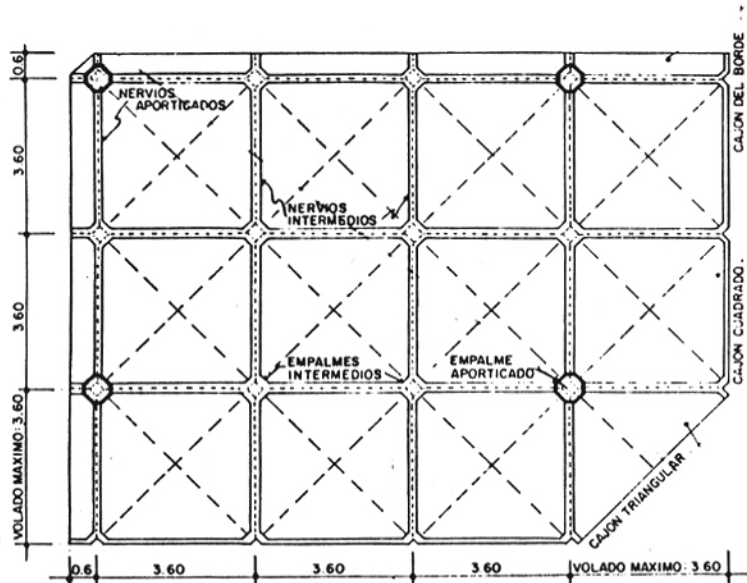 0.6
CAJON DEL BORDE
NERVIOS
APORTICADOS
3.60
NERVIOS
INTERMEDIOS
3.60
CAJON CUADRADO.
EMPALMES
INTERMEDIOS
EMPALME
APORTICADO
VOLADO MAXIMO: 3.60
CAJON TRIANGULAR
0.6
3.60
3.60
3.60
VOLADO MAXIMO: 3.60